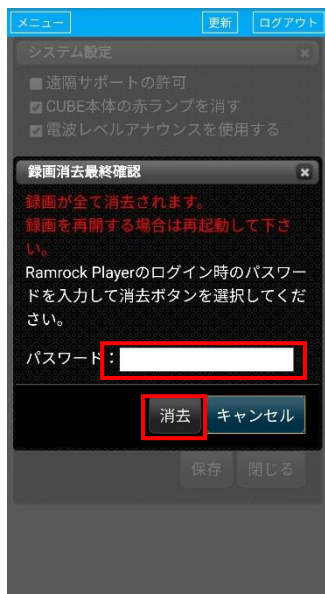 メニュー 更新 ログアウト
システム設定
遠隔サポートの許可
CUBE本体の赤ランプを消す
電波レベルアナウンスを使用する
録画消去最終確認
録画が全て消去されます。
録画を再開する場合は再起動して下さ
い。
Ramrock Playerのログイン時のパスワー
ドを入力して消去ボタンを選択してくだ
さい。
パスワード：
消去 キャンセル
保存 閉じる